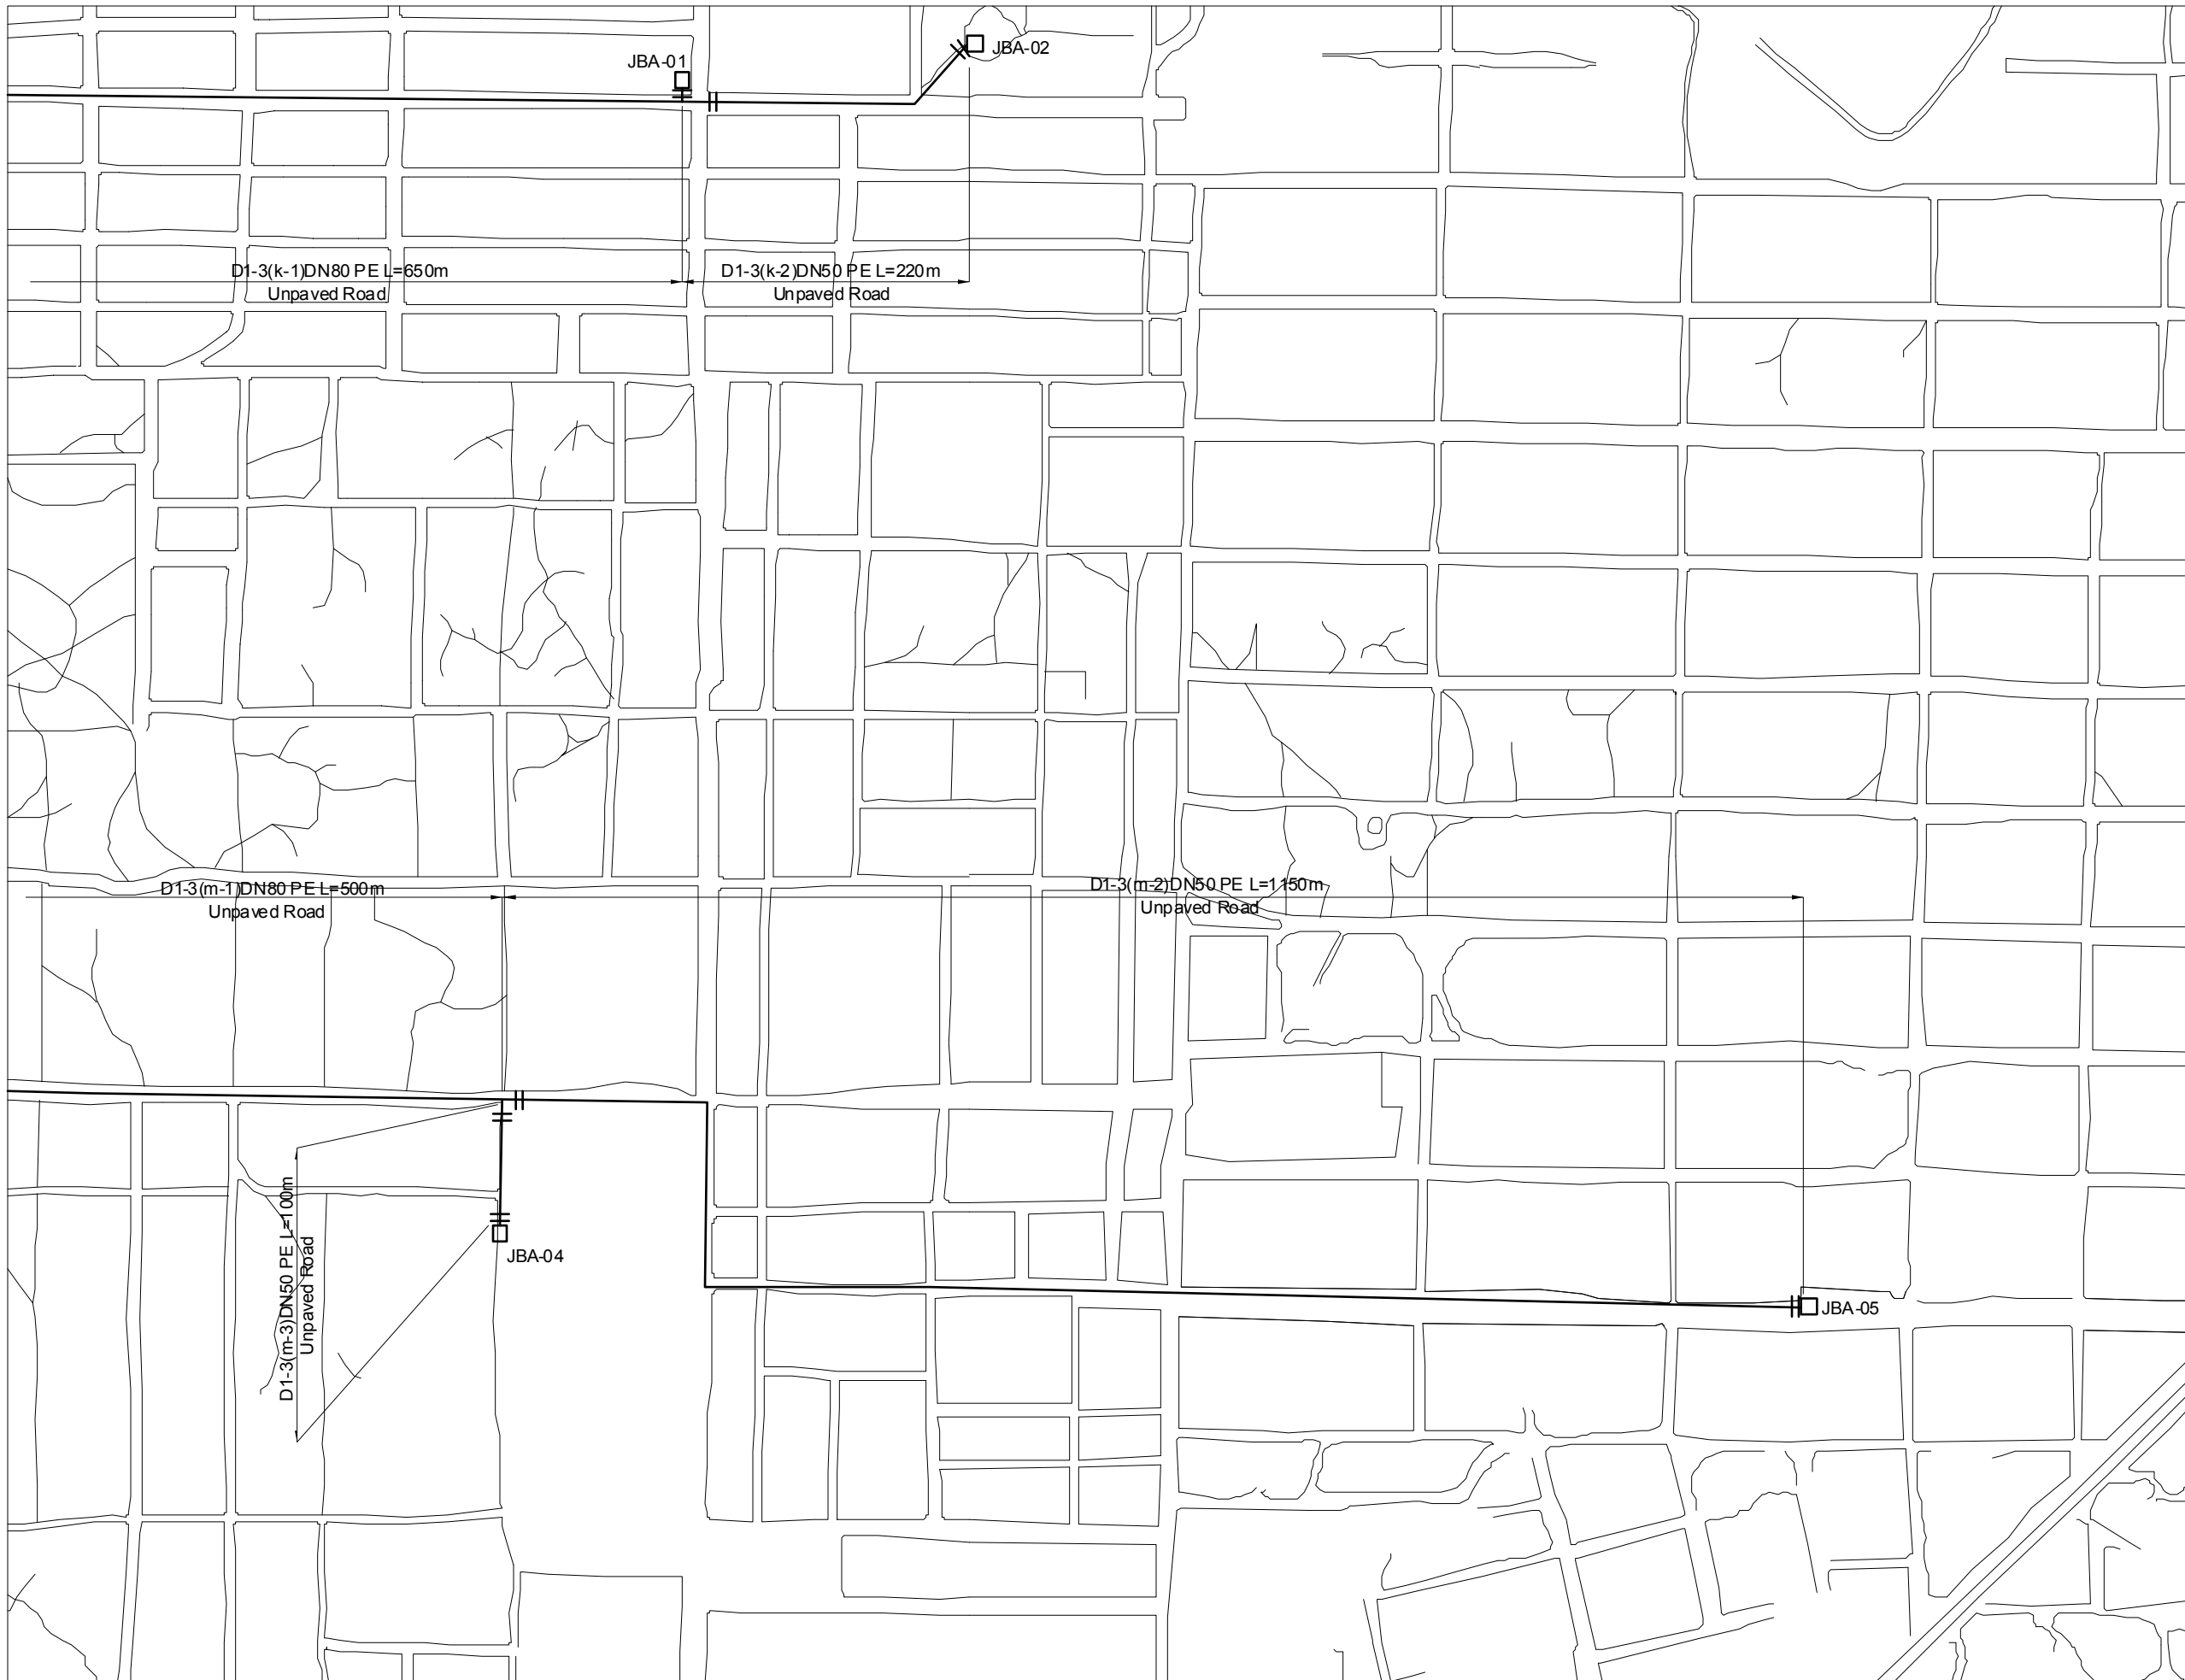 JBA-02
JBA-01
D1-3(k-1)DN80 PE L=650m
Unpaved Road
D1-3(k-2)DN50 PE L=220m
Unpaved Road
D1-3(m-1)DN80 PE L=500m
Unpaved Road
D1-3(m-2)DN50 PE L=1150m
Unpaved Road
D1-3(m-3)DN50 PE L=100m
Unpaved Road
JBA-04
JBA-05